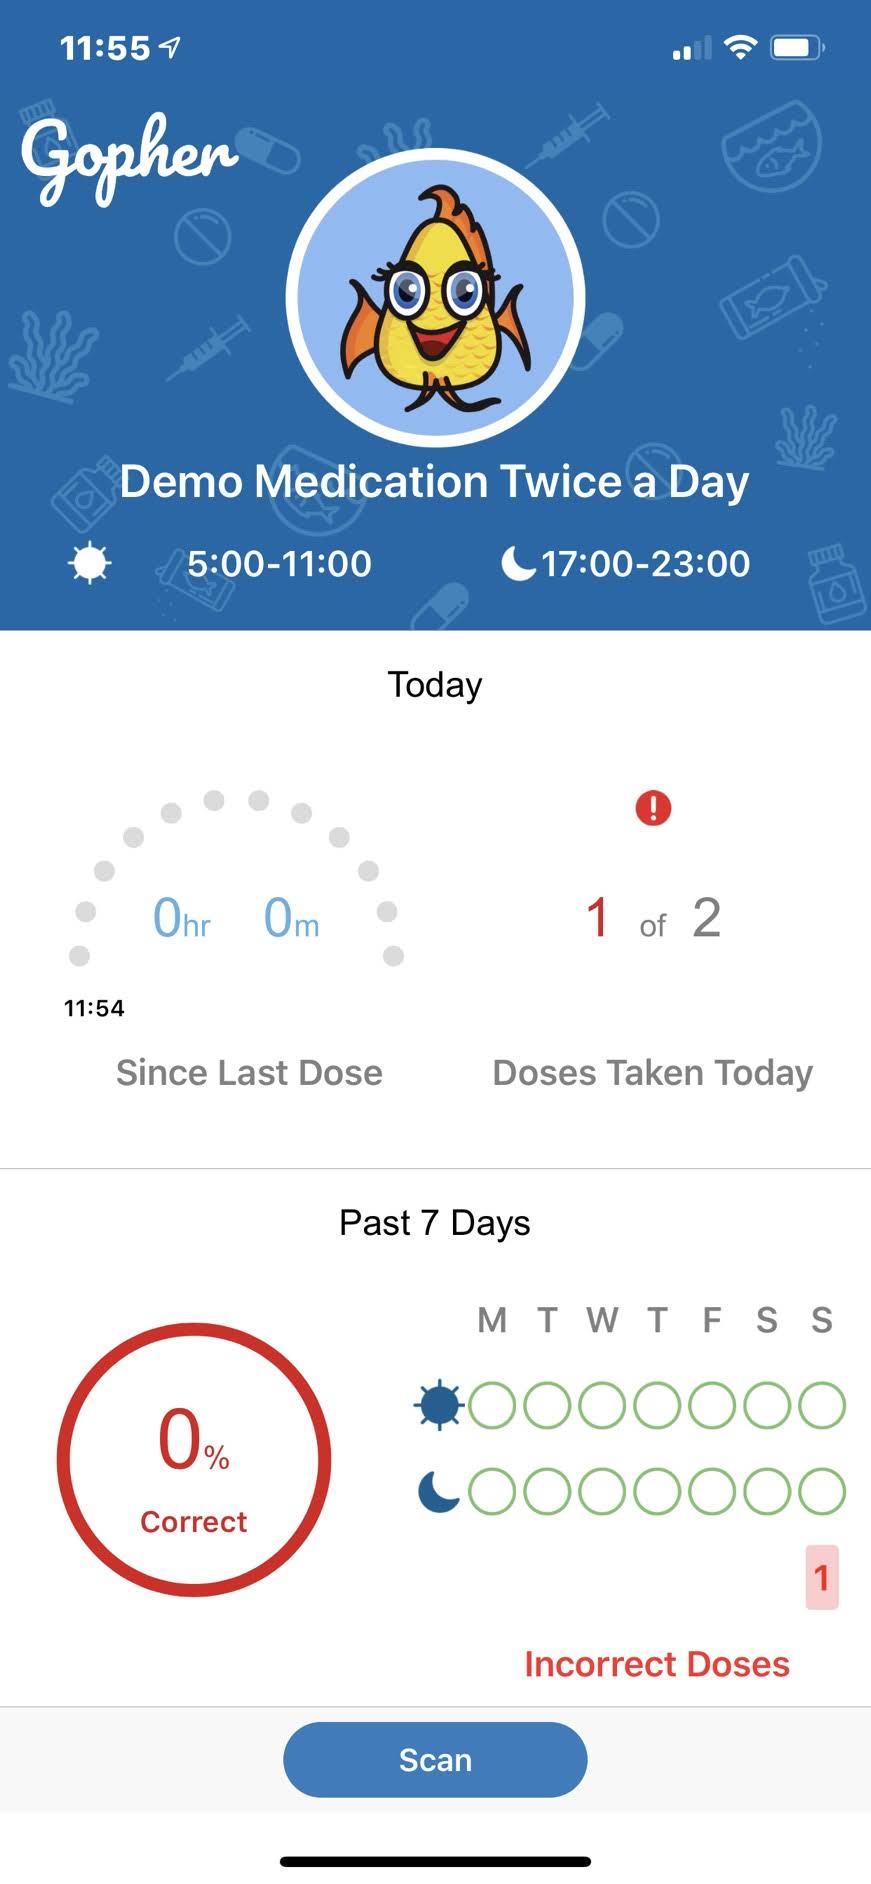 11:55
Gopher
Demo Medication Twice a Day
5:00-11:00 17:00-23:00
Today
!
0hr 0m 1 of 2
11:54
Since Last Dose Doses Taken Today
Past 7 Days
M T W T F S S
0%
Correct
1
Incorrect Doses
Scan